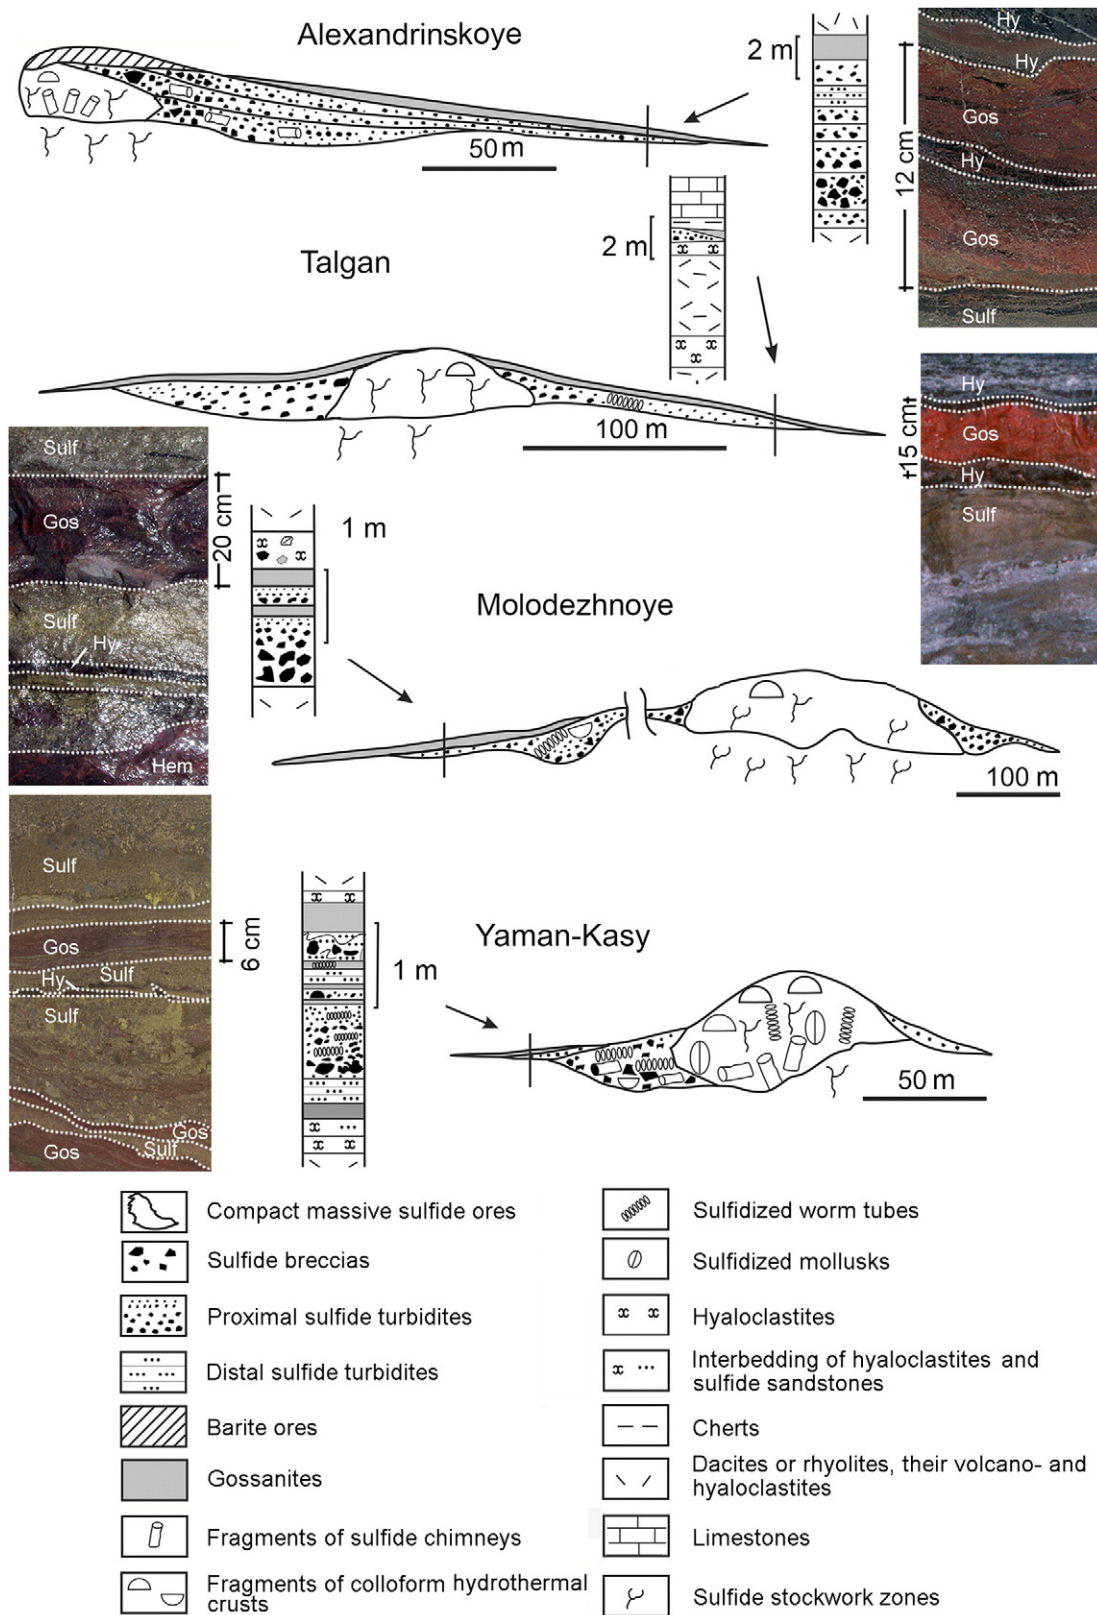 Alexandrinskoye
50 m
2 m
12 cm
Hy
Hy
Gos
Hy
Gos
Sulf
Talgan
100 m
2 m
15 cm
Hy
Gos
Hy
Sulf
Sulf
Gos
Sulf
Hy
Hem
20 cm
1 m
Molodezhnoye
100 m
Sulf
Gos
Sulf
Hy
Sulf
Gos
Sulf
Gos
6 cm
1 m
Yaman-Kasy
50 m
Compact massive sulfide ores
Sulfide breccias
Proximal sulfide turbidites
Distal sulfide turbidites
Barite ores
Gossanites
Fragments of sulfide chimneys
Fragments of colloform hydrothermal
crusts
Sulfidized worm tubes
Sulfidized mollusks
Hyaloclastites
Interbedding of hyaloclastites and
sulfide sandstones
Cherts
Dacites or rhyolites, their volcano- and
hyaloclastites
Limestones
Sulfide stockwork zones